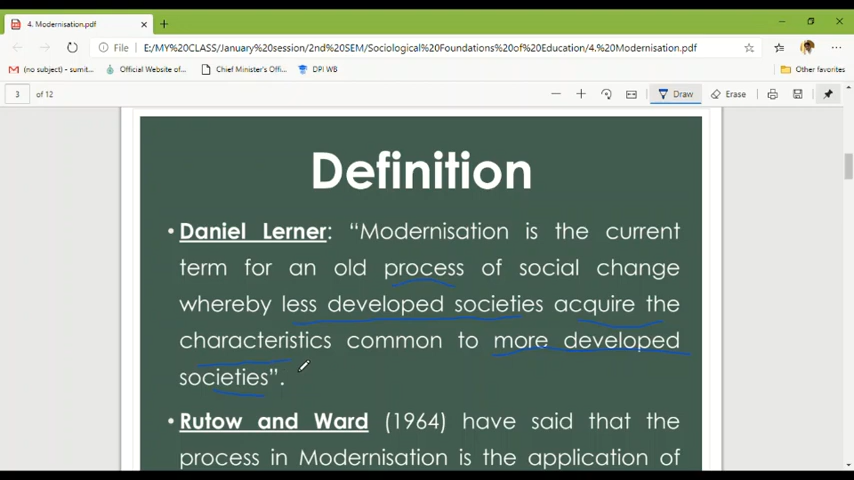 4. Modernisation.pdf
File
E:/MY%20CLASS/January%20session/2nd%20SEM/Sociological%20Foundations%20of%20Education/4.%20Modernisation.pdf
(no subject) - sumit...
Official Website of...
Chief Minister's Offi...
DPI WB
Other favorites
3 of 12
Draw
Erase
Definition
• Daniel Lerner: “Modernisation is the current
term for an old process of social change
whereby less developed societies acquire the
characteristics common to more developed
societies”.
• Rutow and Ward (1964) have said that the
process in Modernisation is the application of